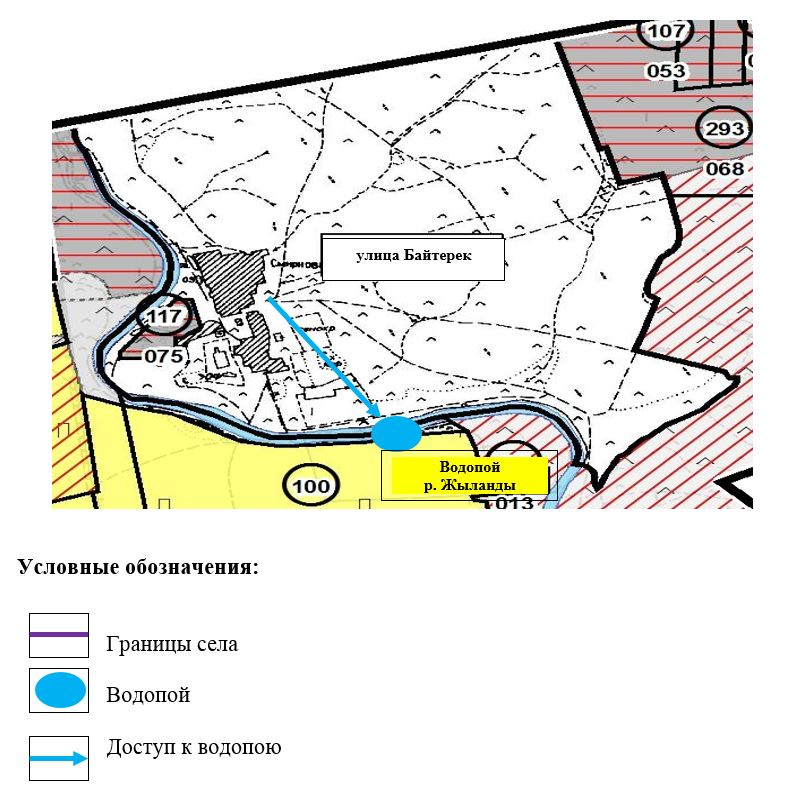 107
053
293
068
улица Байтерек
117
075
Водопой
р. Жыланды
100
013
Условные обозначения:
Границы села
Водопой
Доступ к водопою